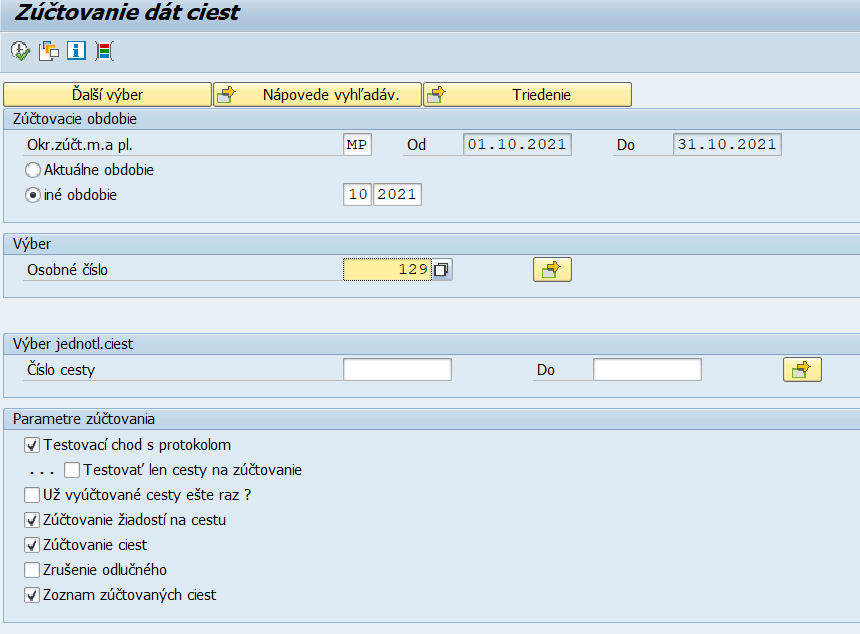 Zúčtovanie dát ciest
Ďalší výber Nápovede vyhľadáv. Triedenie
Zúčtovacie obdobie
Okr.zúčt.m.a pl. MP Od 01.10.2021 Do 31.10.2021
Aktuálne obdobie
iné obdobie 10 2021
Výber
Osobné číslo 129
Výber jednotl.ciest
Číslo cesty Do
Parametre zúčtovania
Testovací chod s protokolom
... Testovať len cesty na zúčtovanie
Už vyúčtované cesty ešte raz ?
Zúčtovanie žiadostí na cestu
Zúčtovanie ciest
Zrušenie odlučného
Zoznam zúčtovaných ciest